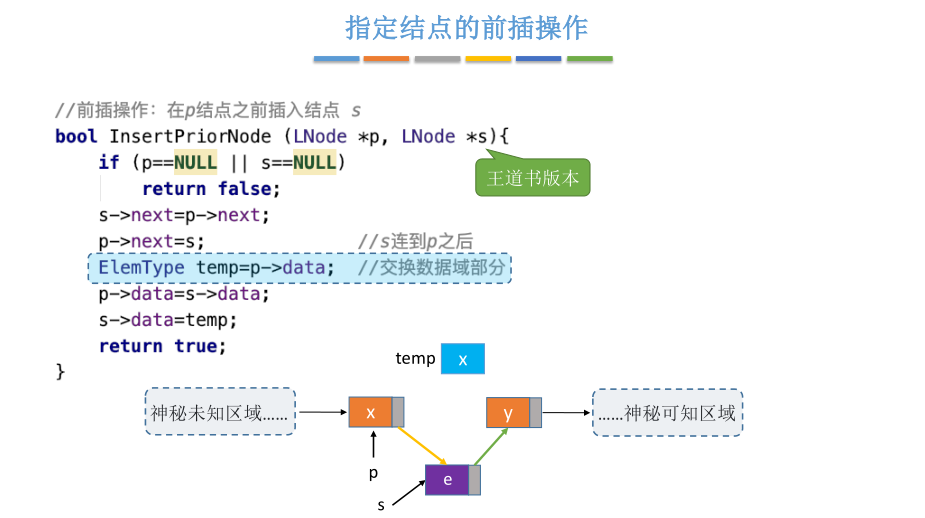 指定结点的前插操作
//前插操作：在p结点之前插入结点 s
bool InsertPriorNode (LNode *p, LNode *s){
if (p==NULL || s==NULL)
return false;
王道书版本
s->next=p->next;
p->next=s; //s连到p之后
ElemType temp=p->data; //交换数据域部分
p->data=s->data;
s->data=temp;
return true;
}
temp x
神秘未知区域…… x y ……神秘可知区域
p
e
s